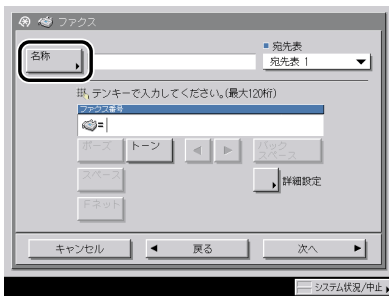 ファクス
名称
宛先表
宛先表 1
テンキーで入力してください。(最大120桁)
ファクス番号
=
ポーズ
トーン
バック
スペース
スペース
詳細設定
Fネット
キャンセル
戻る
次へ
システム状況/中止